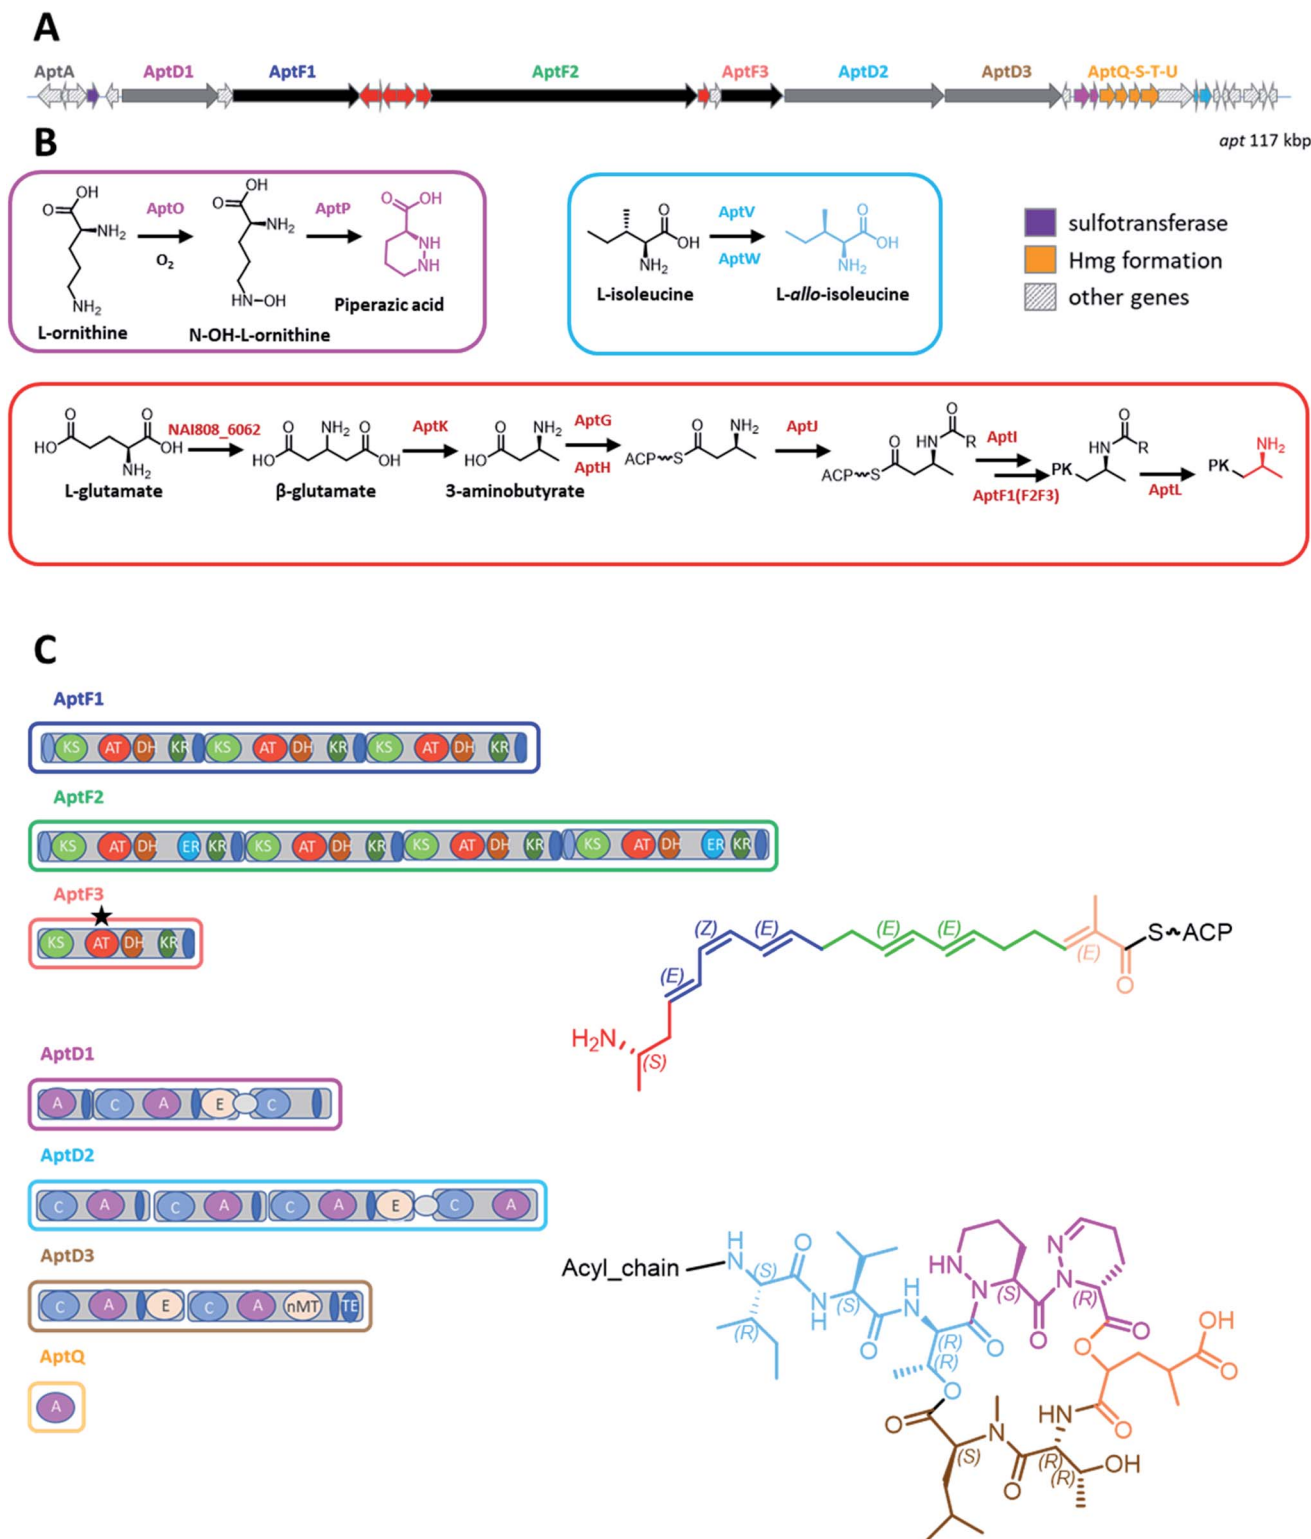 A
AptA AptD1 AptF1 AptF2 AptF3 AptD2 AptD3 AptQ-S-T-U
apt 117 kbp
B
OH O NH2 NH2
AptO
O2
OH O NH2 HN-OH
AptP
O OH NH NH
L-ornithine
N-OH-L-ornithine
Piperazic acid
O OH NH2
AptV
AptW
O OH NH2
L-isoleucine
L-allo-isoleucine
sulfotransferase
Hmg formation
other genes
O O HO OH NH2
NAI808_6062
O NH2 O HO OH
AptK
O NH2 HO
AptG
AptH
O NH2 ACP S
AptJ
O HN R O ACP S
AptI
AptF1(F2F3)
O HN R PK
AptL
NH2 PK
L-glutamate
β-glutamate
3-aminobutyrate
C
AptF1
KS AT DH KR KS AT DH KR KS AT DH KR
AptF2
KS AT DH ER KR KS AT DH KR KS AT DH KR KS AT DH ER KR
AptF3
KS AT DH KR
(Z) (E) (E) (E) S ACP
(E) (E) O
H2N (S)
AptD1
A C A E C
AptD2
C A C A C A E C A
AptD3
C A E C A nMT TE
AptQ
A
Acyl_chain
H N (S) O N H (S) O H N (R) (R) O O (R)
HN N (S) O N N (R) O
O OH O O
O N (S) O HN (R) (R) OH